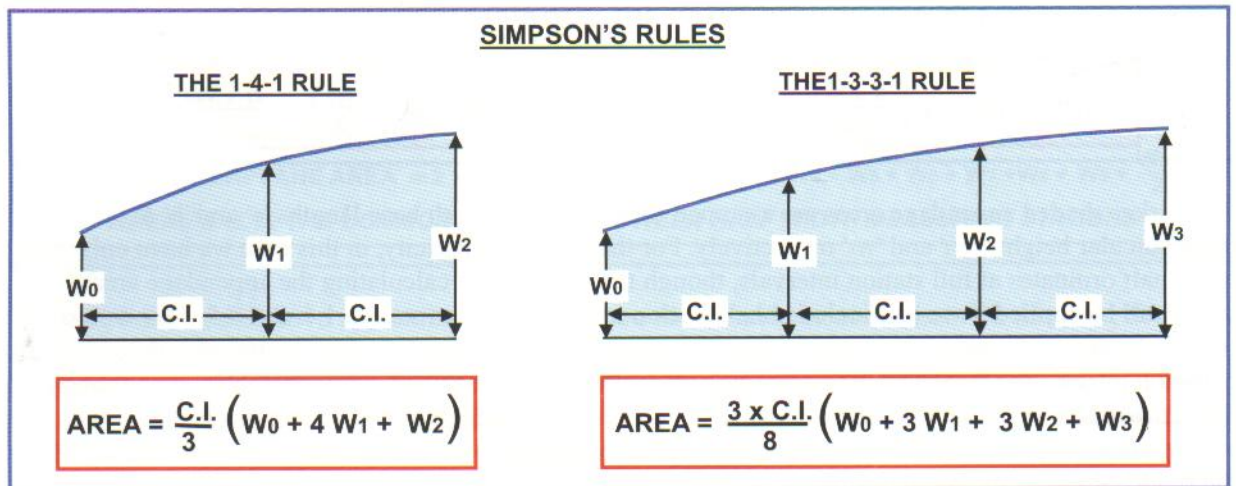 SIMPSON'S RULES
THE 1-4-1 RULE
W0
W1
W2
C.I.
C.I.
AREA = C.I./3 (W0 + 4 W1 + W2)
THE1-3-3-1 RULE
W0
W1
W2
W3
C.I.
C.I.
C.I.
AREA = 3 x C.I./8 (W0 + 3 W1 + 3 W2 + W3)